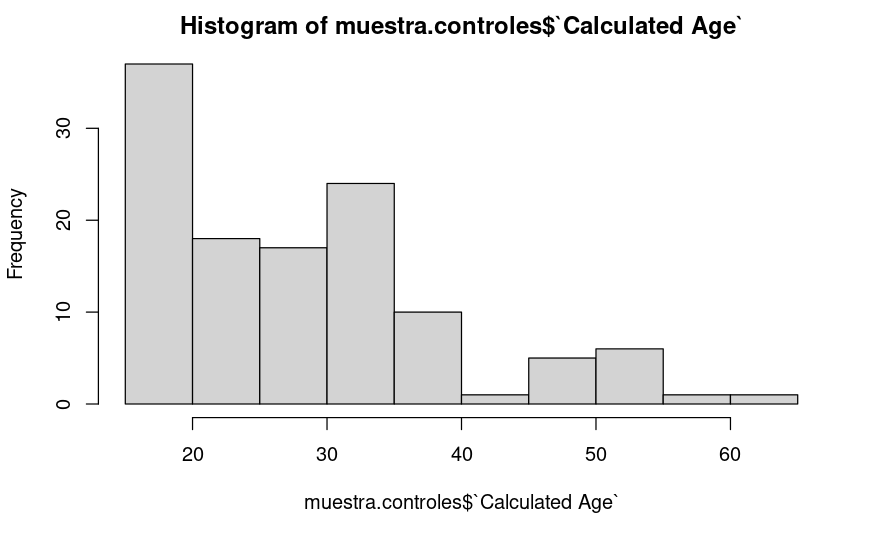 Histogram of muestra.controles$`Calculated Age`
Frequency
30
20
10
0
20 30 40 50 60
muestra.controles$`Calculated Age`